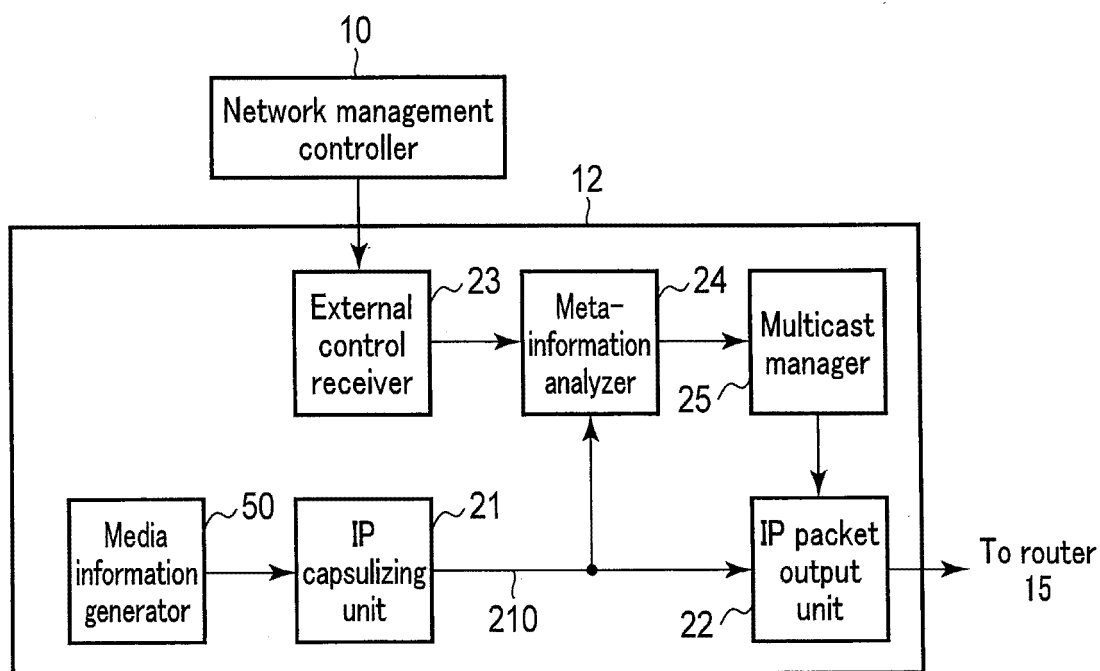 10
Network management
controller
12
External
control
receiver
23
Meta-
information
analyzer
24
Multicast
manager
25
Media
information
generator
50
IP
capsulizing
unit
21
210
IP packet
output
unit
22
To router
15